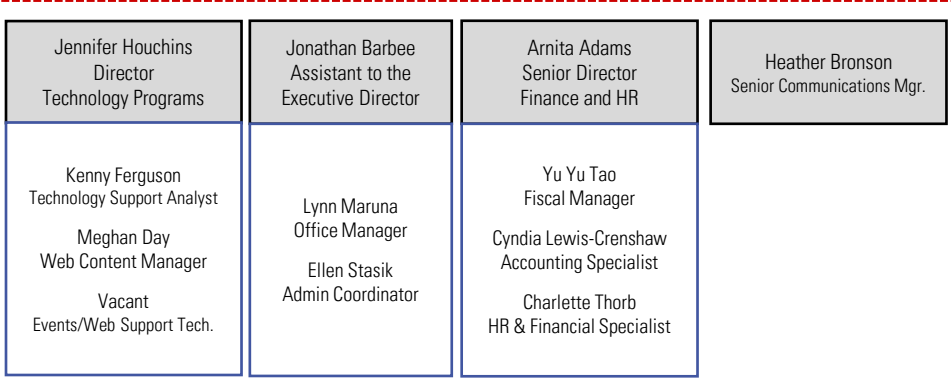 Jennifer Houchins
Director
Technology Programs
Kenny Ferguson
Technology Support Analyst
Meghan Day
Web Content Manager
Vacant
Events/Web Support Tech.
Jonathan Barbee
Assistant to the
Executive Director
Lynn Maruna
Office Manager
Ellen Stasik
Admin Coordinator
Arnita Adams
Senior Director
Finance and HR
Yu Yu Tao
Fiscal Manager
Cyndia Lewis-Crenshaw
Accounting Specialist
Charlette Thorb
HR & Financial Specialist
Heather Bronson
Senior Communications Mgr.